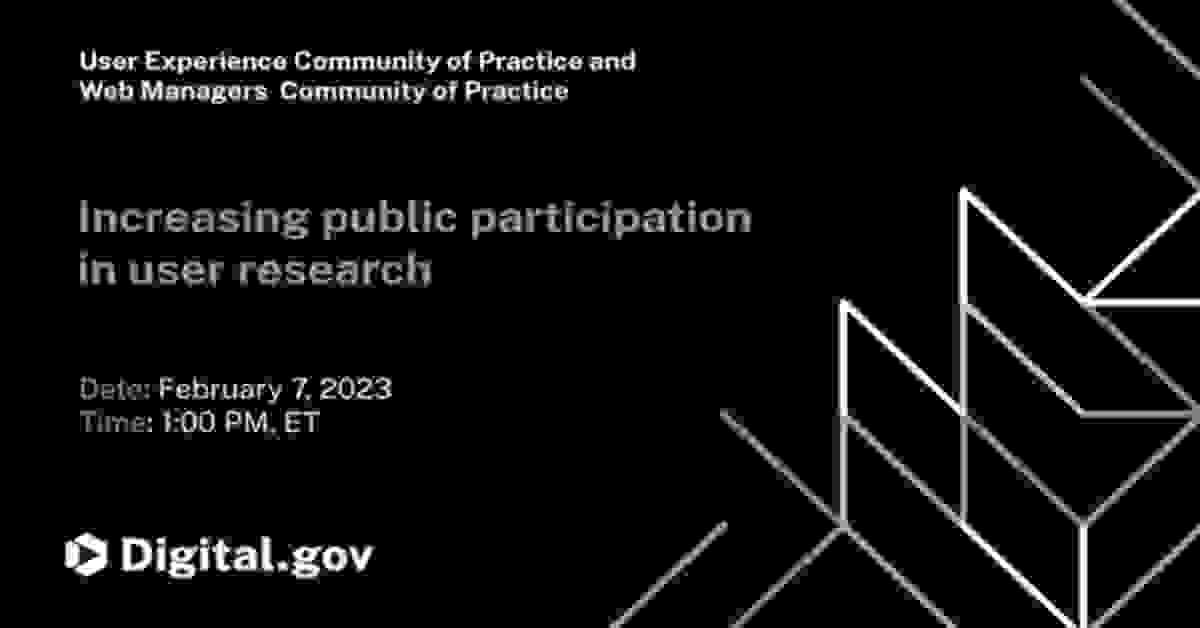 User Experience Community of Practice and
Web Managers Community of Practice
Increasing public participation
in user research
Date: February 7, 2023
Time: 1:00 PM, ET
Digital.gov